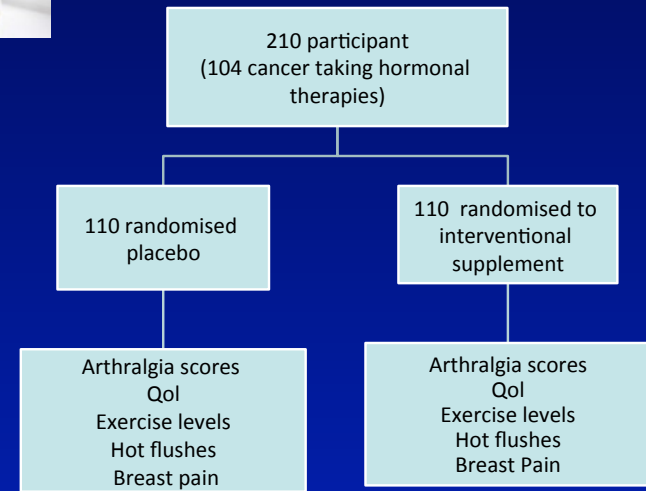 210 participant
(104 cancer taking hormonal
therapies)
110 randomised
placebo
110 randomised to
interventional
supplement
Arthralgia scores
Qol
Exercise levels
Hot flushes
Breast pain
Arthralgia scores
Qol
Exercise levels
Hot flushes
Breast Pain